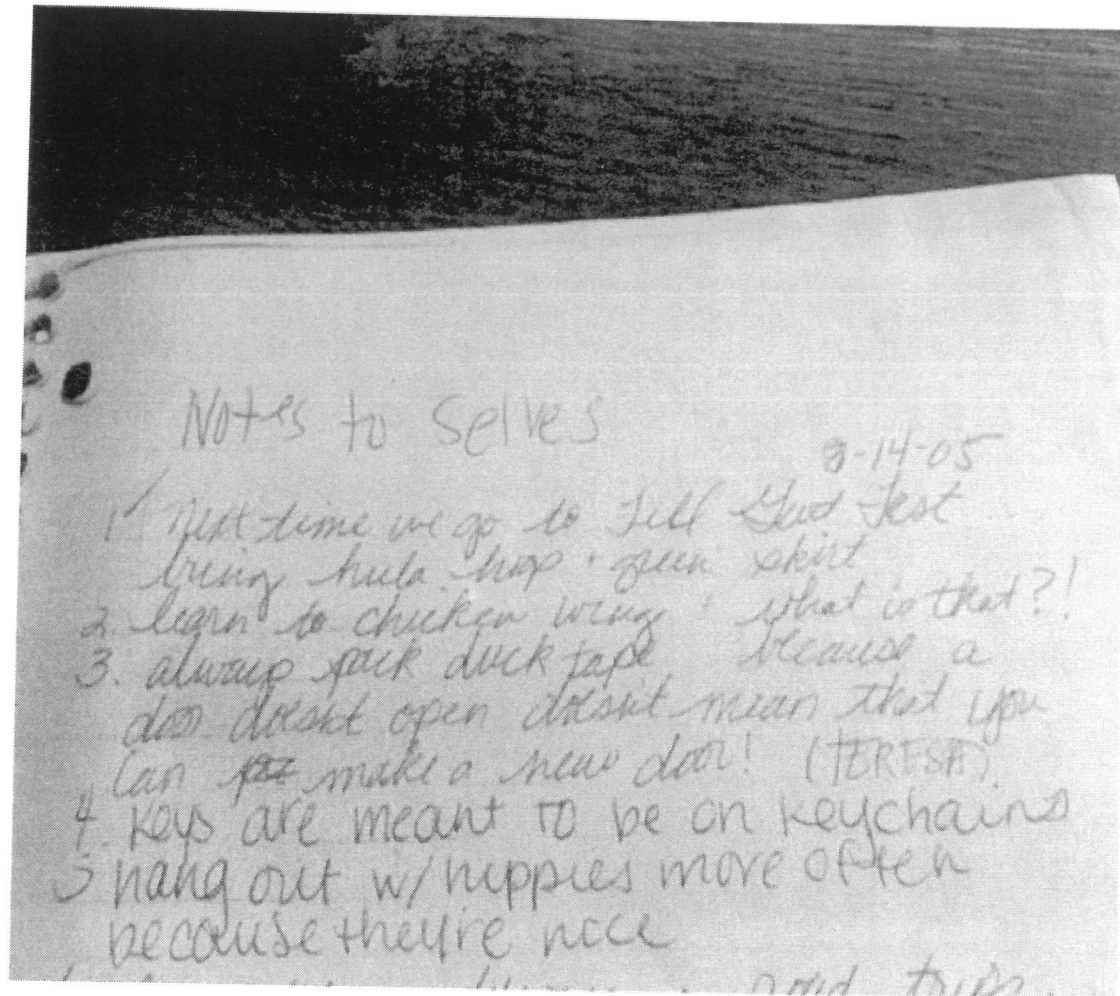 Notes to Selves
8-14-05
1. Next time we go to Fest
bring hula hoop + skirt
2. learn to chicken wing what is that?!
3. always pack duck tape because a
door doesn't open doesn't mean that you
can make a new door! (TERESA)
4. keys are meant to be on keychains
5 hang out w/ hippies more often
because they're nice